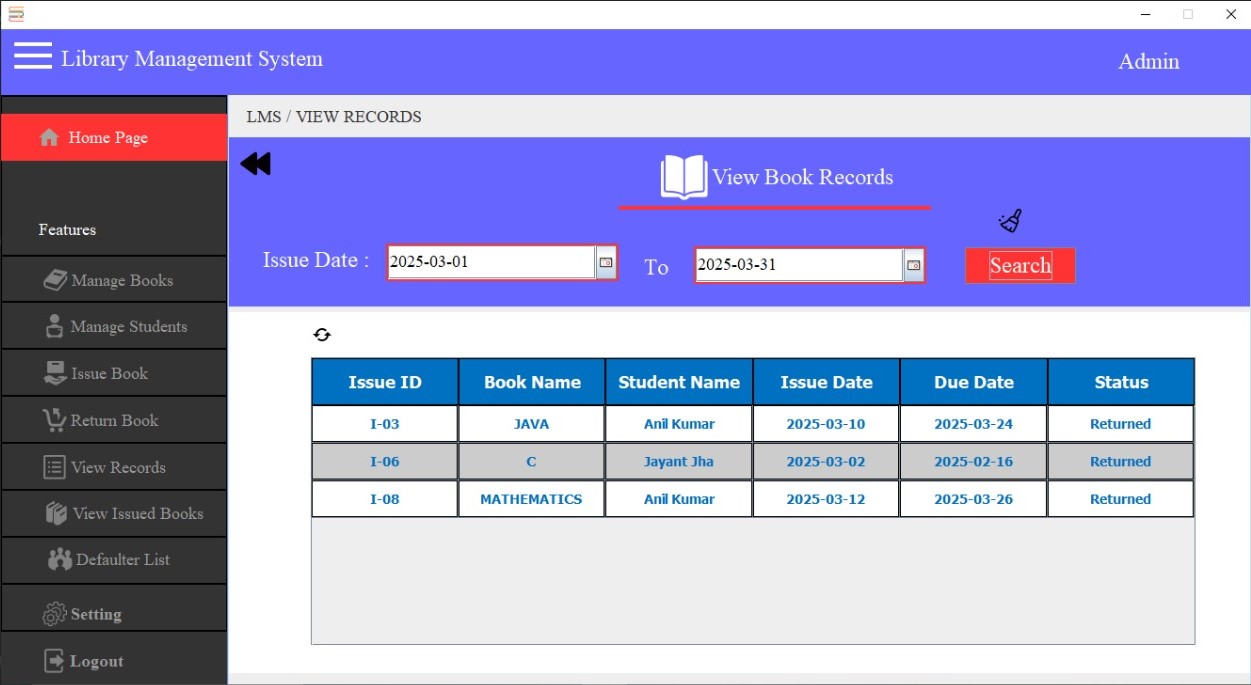 Library Management System
Admin
LMS / VIEW RECORDS
Home Page
Features
Manage Books
Manage Students
Issue Book
Return Book
View Records
View Issued Books
Defaulter List
Setting
Logout
View Book Records
Issue Date : 2025-03-01 To 2025-03-31 Search
Issue ID Book Name Student Name Issue Date Due Date Status
I-03 JAVA Anil Kumar 2025-03-10 2025-03-24 Returned
I-06 C Jayant Jha 2025-03-02 2025-02-16 Returned
I-08 MATHEMATICS Anil Kumar 2025-03-12 2025-03-26 Returned